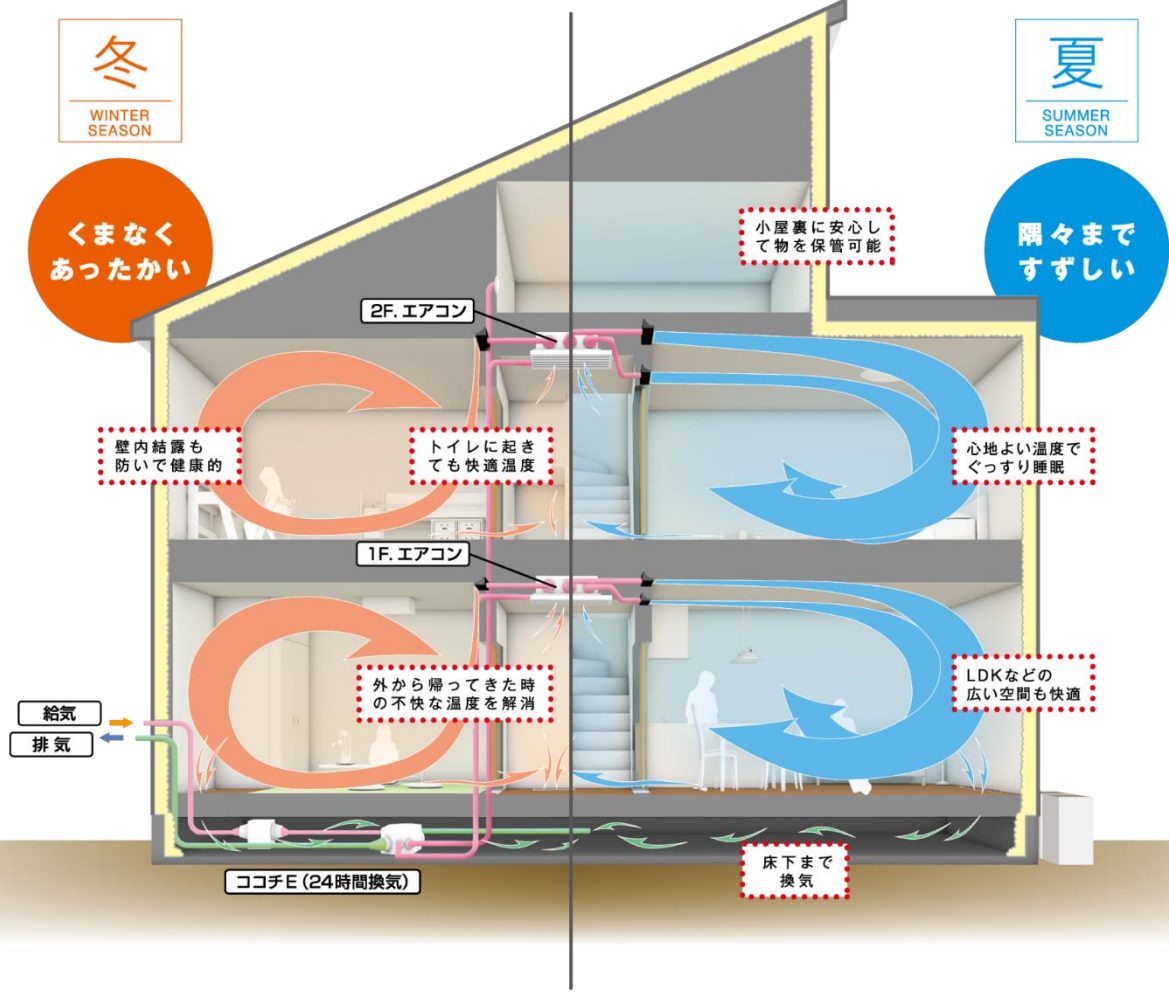 冬
WINTER
SEASON
くまなく
あったかい
夏
SUMMER
SEASON
隅々まで
すずしい
小屋裏に安心し
て物を保管可能
2F.エアコン
壁内結露も
防いで健康的
トイレに起き
ても快適温度
心地よい温度で
ぐっすり睡眠
1F.エアコン
外から帰ってきた時
の不快な温度を解消
LDKなどの
広い空間も快適
給気
排気
ココチE(24時間換気)
床下まで
換気